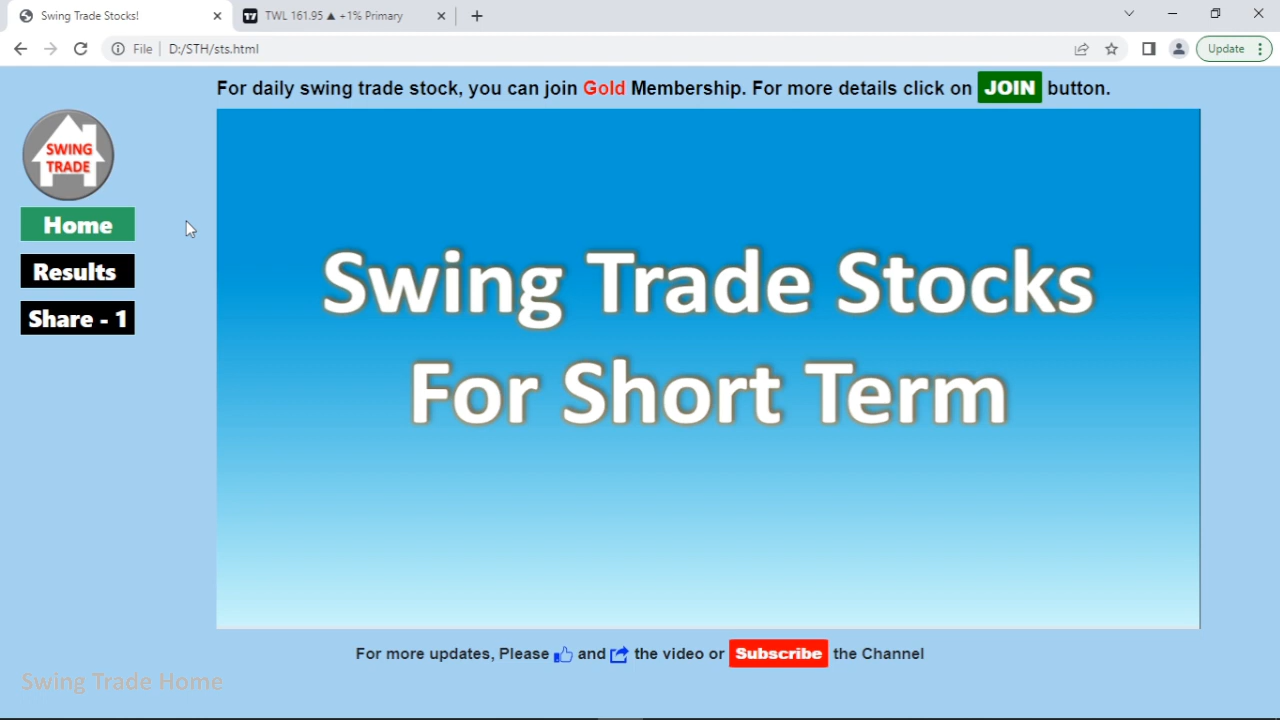 Swing Trade Stocks!
TWL 161.95 ▲ +1% Primary
File | D:/STH/sts.html
Update
For daily swing trade stock, you can join Gold Membership. For more details click on JOIN button.
SWING
TRADE
Home
Results
Share - 1
Swing Trade Stocks
For Short Term
For more updates, Please and the video or Subscribe the Channel
Swing Trade Home